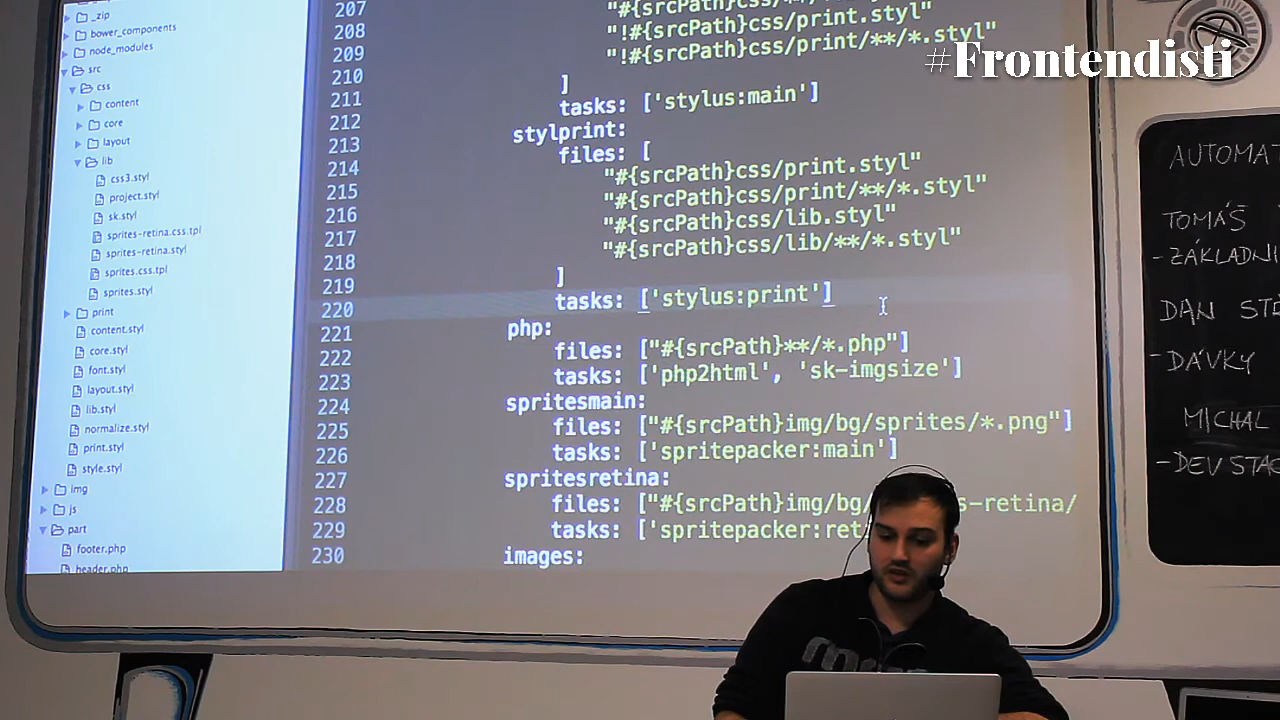 #Frontendisti
_zip
bower_components
node_modules
src
css
content
core
layout
lib
css3.styl
project.styl
sk.styl
sprites-retina.css.tpl
sprites-retina.styl
sprites.css.tpl
sprites.styl
print
content.styl
core.styl
font.styl
layout.styl
lib.styl
normalize.styl
print.styl
style.styl
img
js
part
footer.php
header.php
207
208 "!#{srcPath}css/print.styl"
209 "!#{srcPath}css/print/**/*.styl"
210 ]
211 tasks: ['stylus:main']
212 stylprint:
213 files: [
214 "#{srcPath}css/print.styl"
215 "#{srcPath}css/print/**/*.styl"
216 "#{srcPath}css/lib.styl"
217 "#{srcPath}css/lib/**/*.styl"
218 ]
219 tasks: ['stylus:print']
220
221 php:
222 files: ["#{srcPath}**/*.php"]
223 tasks: ['php2html', 'sk-imgsize']
224 spritesmain:
225 files: ["#{srcPath}img/bg/sprites/*.png"]
226 tasks: ['spritepacker:main']
227 spritesretina:
228 files: ["#{srcPath}img/bg/ s-retina/
229 tasks: ['spritepacker:ret
230 images:
AUTOMAT
TOMÁŠ
- ZÁKLADNÍ
DAN STŘ
- DÁVKY
MICHAL
- DEV STAC